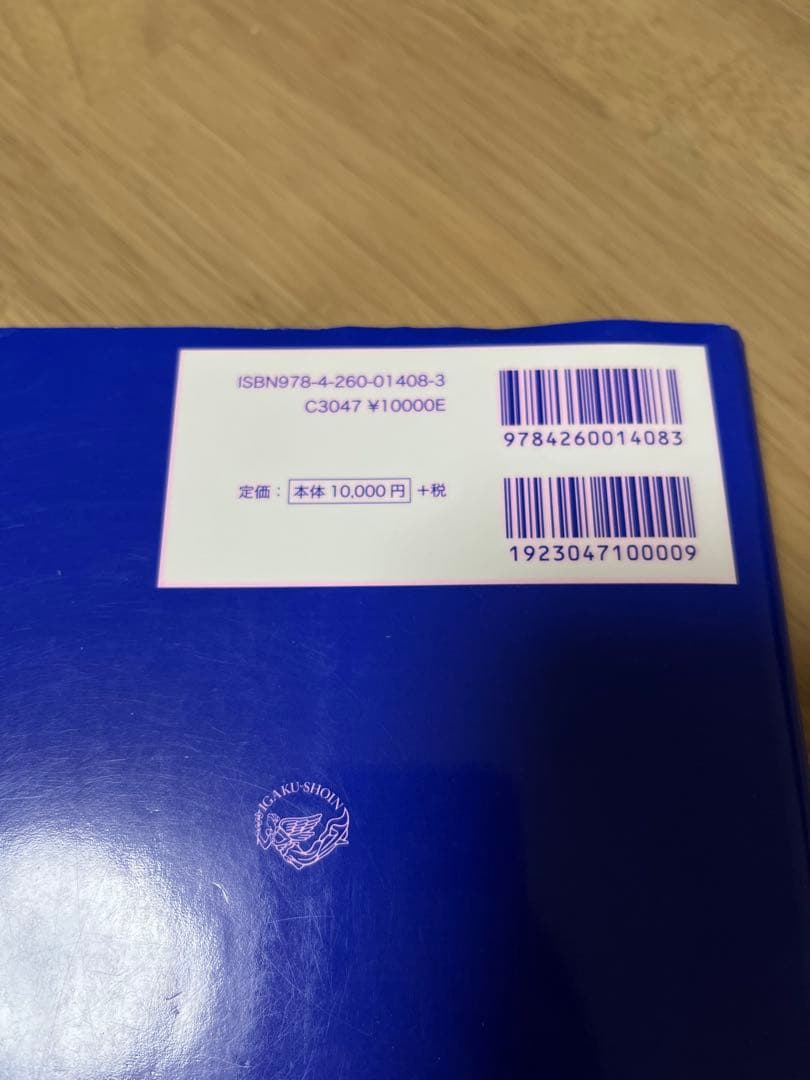 ISBN978-4-260-01408-3
C3047 ¥10000E
9784260014083
定価： 本体 10,000 円 +税
1923047100009
IGAKU-SHOIN